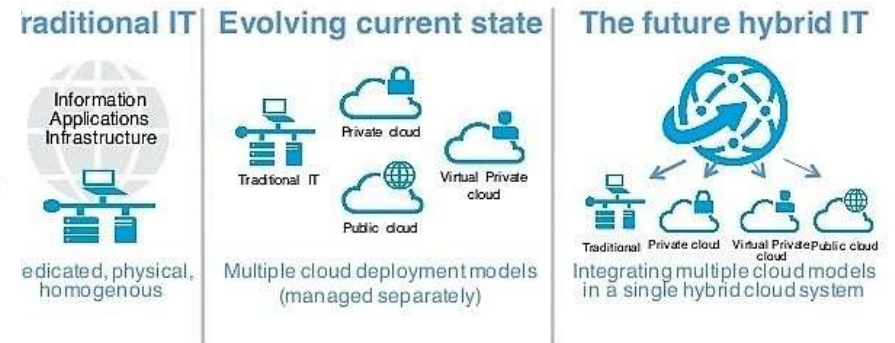 raditional IT
Information
Applications
Infrastructure
edicated, physical,
homogenous
Evolving current state
Traditional IT
Private cloud
Public cloud
Virtual Private
cloud
Multiple cloud deployment models
(managed separately)
The future hybrid IT
Traditional
Private cloud
Virtual Private
cloud
Public cloud
Integrating multiple cloud models
in a single hybrid cloud system